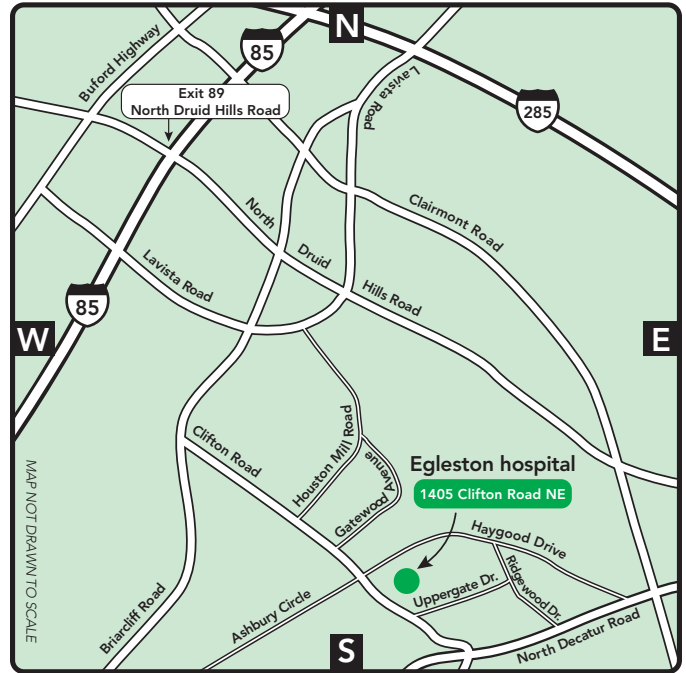 N
85
Buford Highway
Lavista Road
Exit 89
North Druid Hills Road
285
North
Druid
Hills Road
Clairmont Road
Lavista Road
85
W
E
Clifton Road
Houston Mill Road
Gatewood
Avenue
Egleston hospital
1405 Clifton Road NE
Haygood Drive
MAP NOT DRAWN TO SCALE
Uppergate Dr.
Ridgewood Dr.
Ashbury Circle
Briarcliff Road
North Decatur Road
S